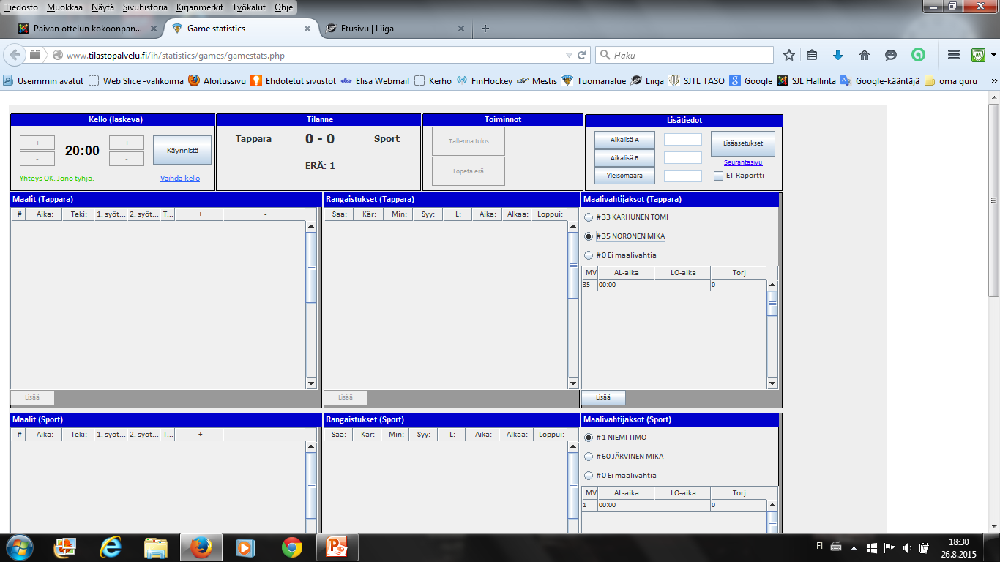 Tiedosto Muokkaa Näytä Sivuhistoria Kirjanmerkit Työkalut Ohje
Päivän ottelun kokoonpan... Game statistics Etusivu | Liiga
www.tilastopalvelu.fi/ih/statistics/games/gamestats.php Haku
Useimmin avatut Web Slice -valikoima Aloitussivu Ehdotetut sivustot Elisa Webmail Kerho FinHockey Mestis Tuomarialue Liiga SJTL TASO Google SJL Hallinta Google-kääntäjä oma guru »
Kello (laskeva)
+ +
20:00
- -
Käynnistä
Yhteys OK. Jono tyhjä. Vaihda kello
Tilanne
Tappara 0 - 0 Sport
ERÄ: 1
Toiminnot
Tallenna tulos
Lopeta erä
Lisätiedot
Aikalisä A
Aikalisä B
Yleisömäärä
Lisäasetukset
Seurantasivu
ET-Raportti
Maalit (Tappara)
# Aika: Teki: 1. syöt... 2. syöt... T... + -
Lisää
Rangaistukset (Tappara)
Saa: Kär: Min: Syy: L: Aika: Alkaa: Loppui:
Lisää
Maalivahtijaksot (Tappara)
#33 KARHUNEN TOMI
#35 NORONEN MIKA
#0 Ei maalivahtia
MV AL-aika LO-aika Torj
35 00:00 0
Lisää
Maalit (Sport)
# Aika: Teki: 1. syöt... 2. syöt... T... + -
Rangaistukset (Sport)
Saa: Kär: Min: Syy: L: Aika: Alkaa: Loppui:
Maalivahtijaksot (Sport)
#1 NIEMI TIMO
#60 JÄRVINEN MIKA
#0 Ei maalivahtia
MV AL-aika LO-aika Torj
1 00:00 0
FI 18:30
26.8.2015